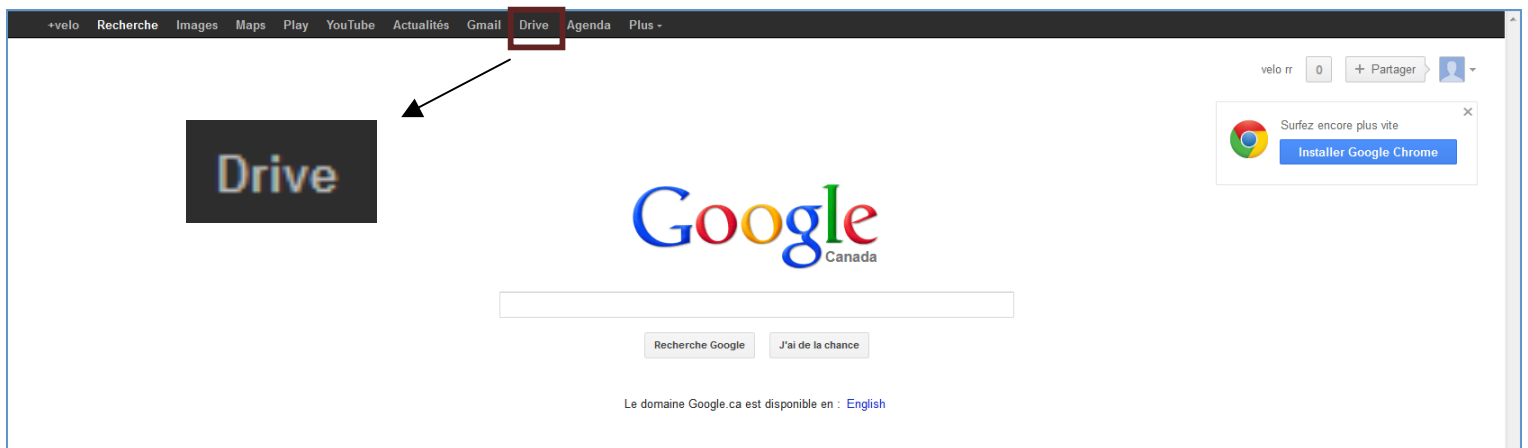 +velo Recherche Images Maps Play YouTube Actualités Gmail Drive Agenda Plus
velo rr 0 + Partager
Surfez encore plus vite
Installer Google Chrome
Drive
Google
Canada
Recherche Google J'ai de la chance
Le domaine Google.ca est disponible en : English